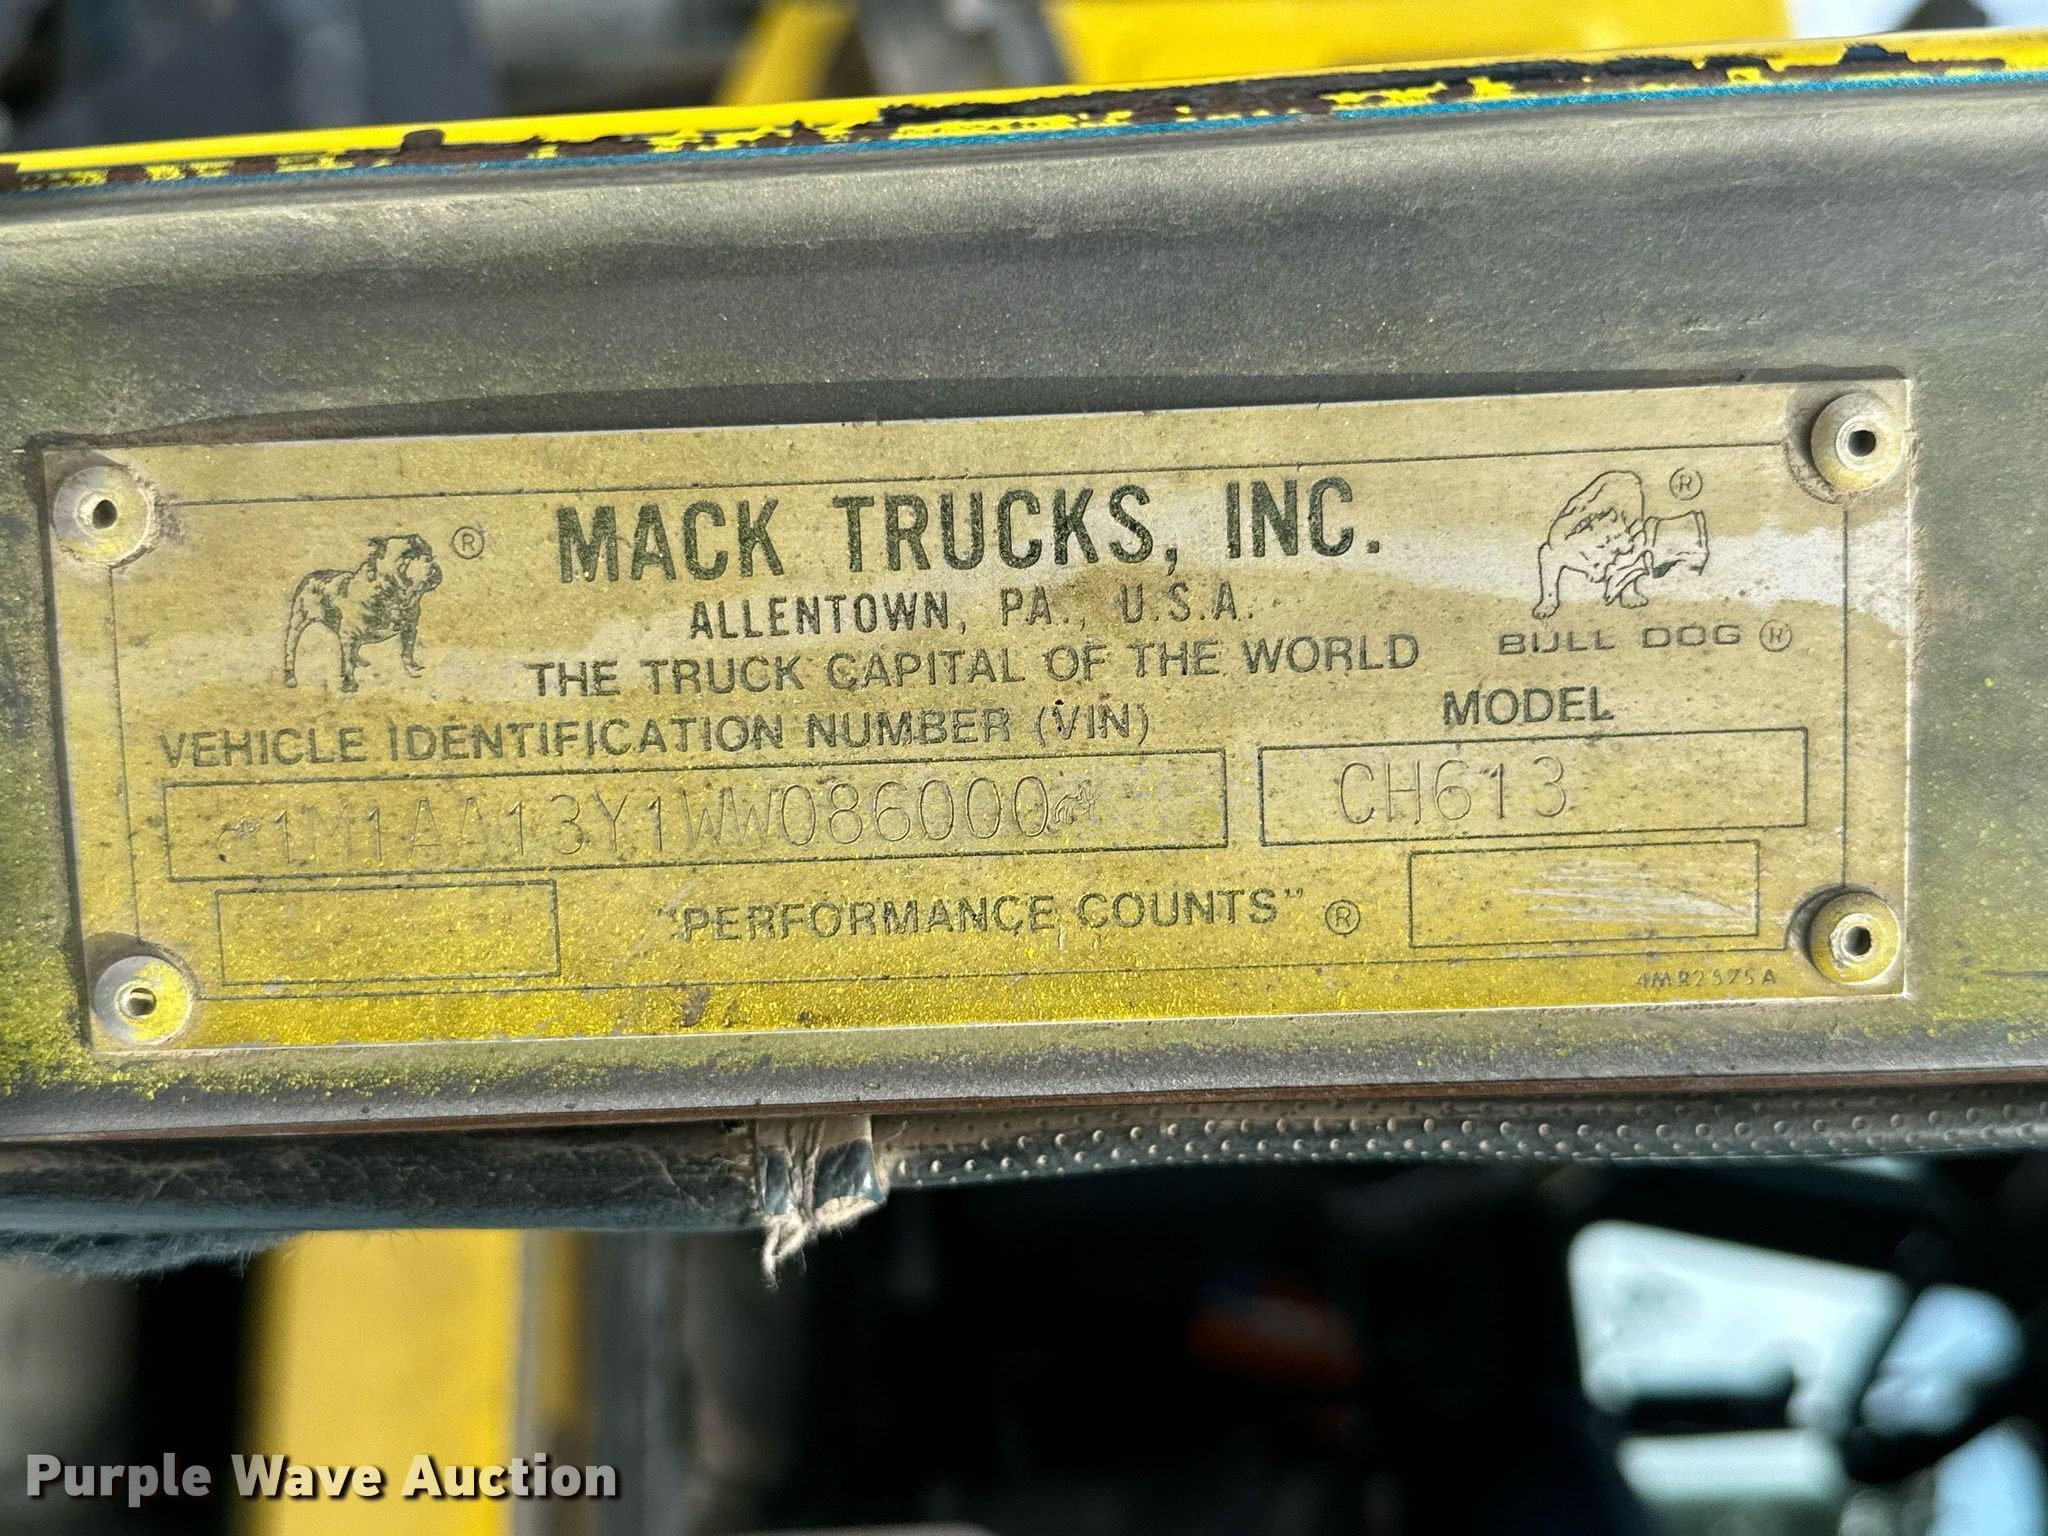 MACK TRUCKS, INC.
ALLENTOWN, PA., U.S.A.
THE TRUCK CAPITAL OF THE WORLD
BULL DOG ®
®
®
VEHICLE IDENTIFICATION NUMBER (VIN)
MODEL
1M1AA13Y1WW086000
CH613
"PERFORMANCE COUNTS" ®
4MR2575A
Purple Wave Auction